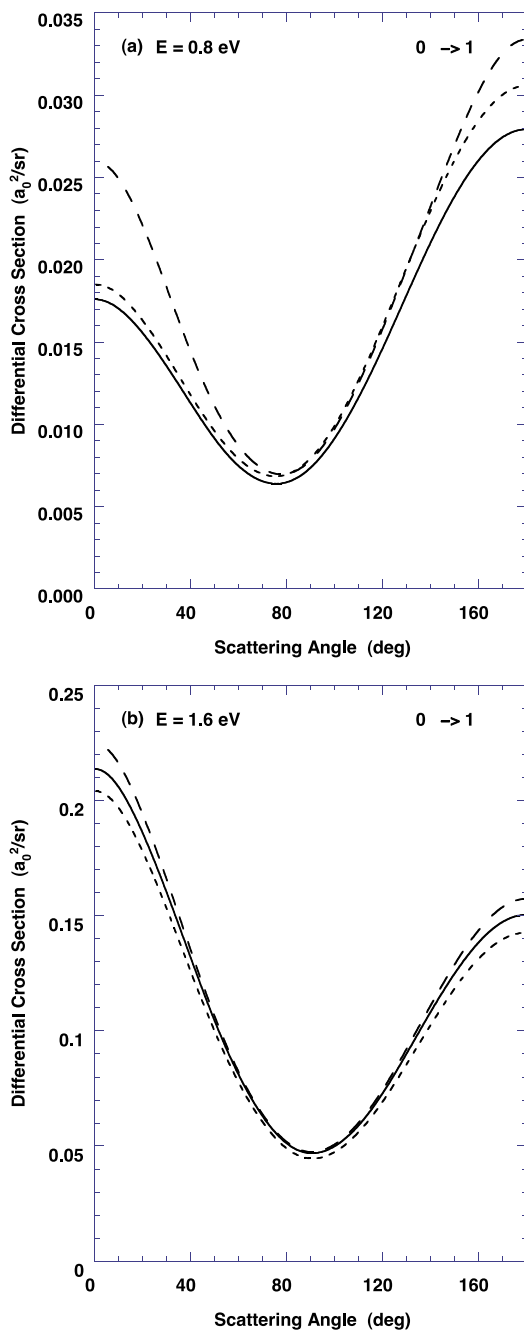 (a) E = 0.8 eV 0 -> 1
0.035
0.030
0.025
0.020
0.015
0.010
0.005
0.000
Differential Cross Section (a₀²/sr)
0 40 80 120 160
Scattering Angle (deg)
(b) E = 1.6 eV 0 -> 1
0.25
0.2
0.15
0.1
0.05
0
Differential Cross Section (a₀²/sr)
0 40 80 120 160
Scattering Angle (deg)